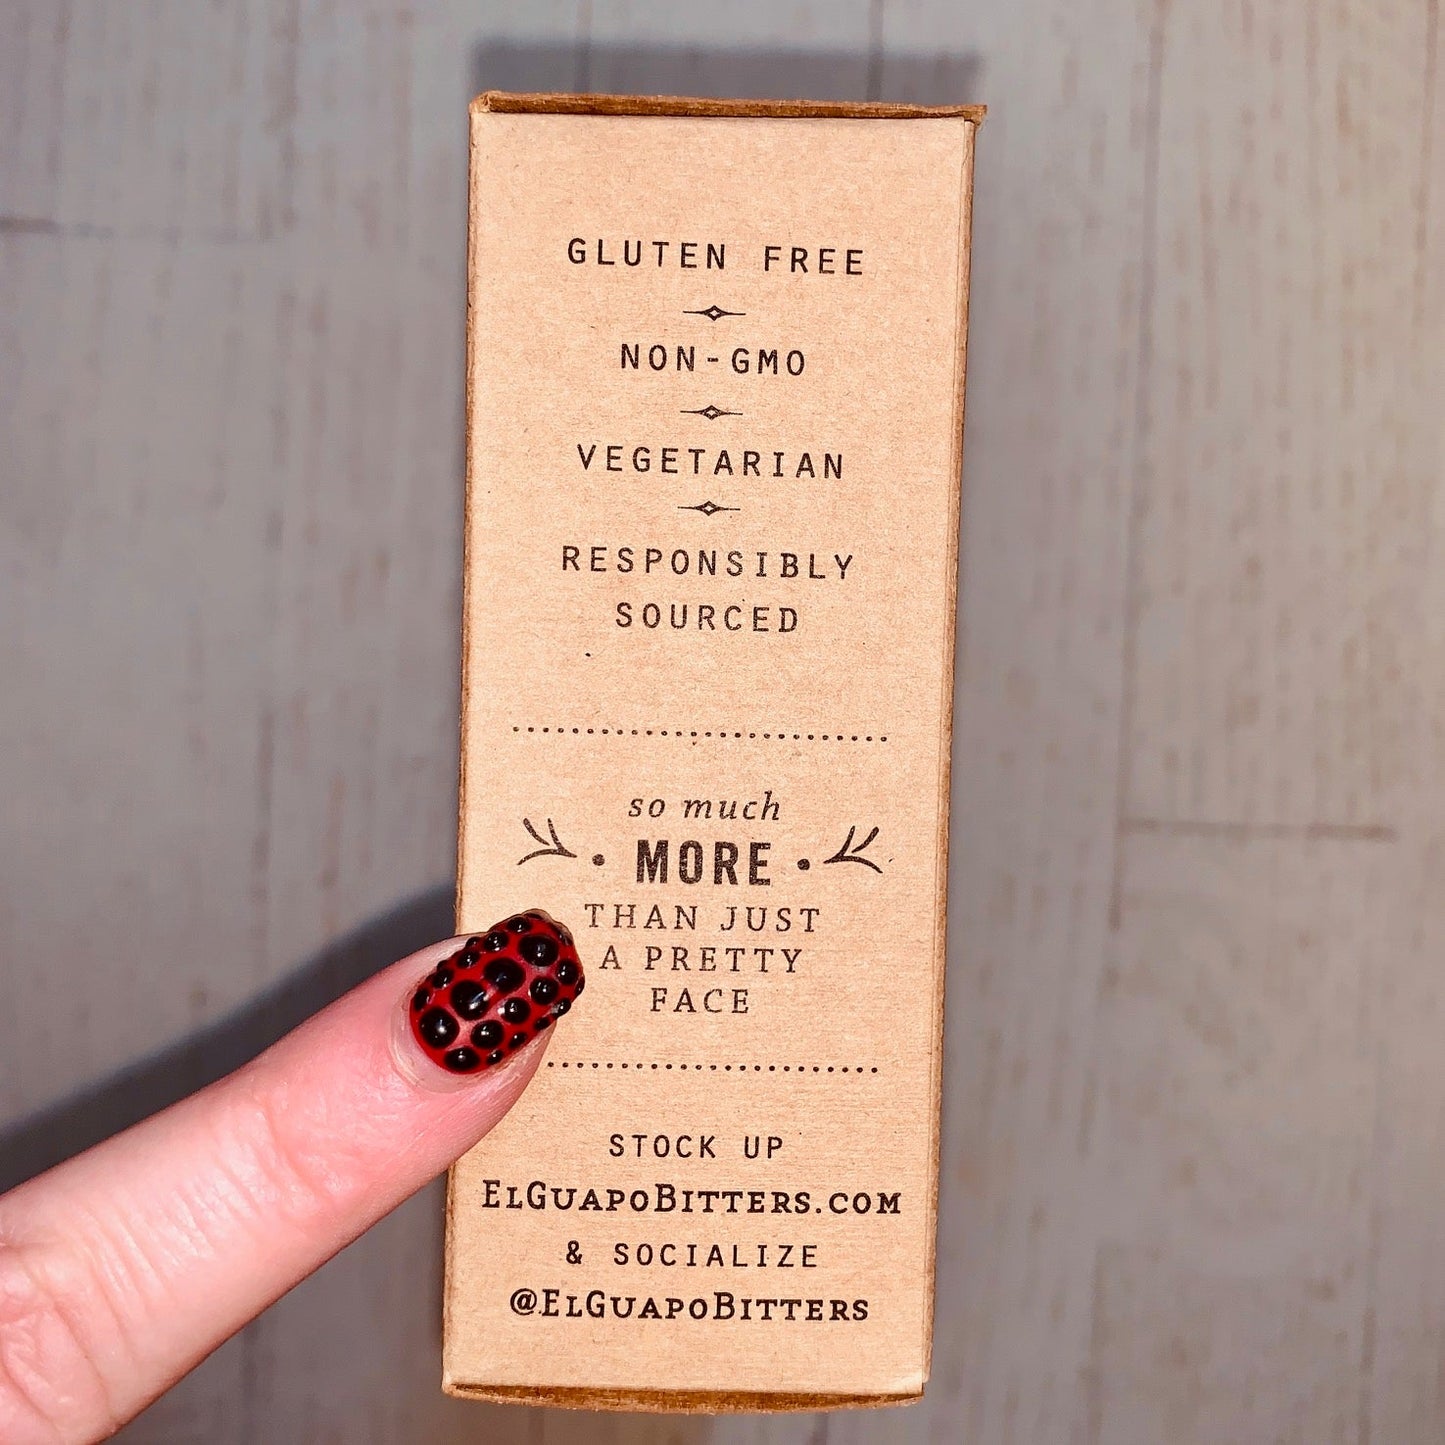 GLUTEN FREE
NON-GMO
VEGETARIAN
RESPONSIBLY
SOURCED
so much
MORE
THAN JUST
A PRETTY
FACE
STOCK UP
ELGUAPOBITTERS.COM
& SOCIALIZE
@ELGUAPOBITTERS